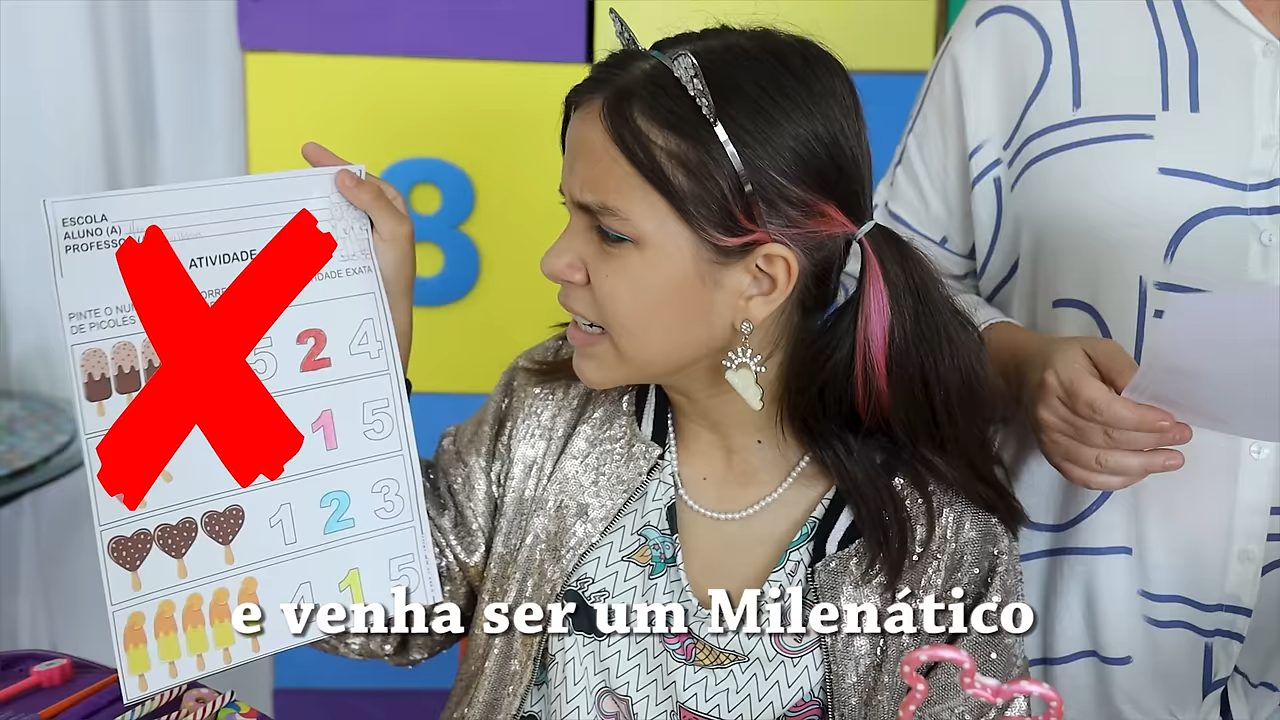 ESCOLA
ALUNO (A)
PROFESSO
ATIVIDADE
IDADE EXATA
PINTE O NU
DE PICOLÉS
8
5 2 4
1 5
1 2 3
4 1 5
e venha ser um Milenático